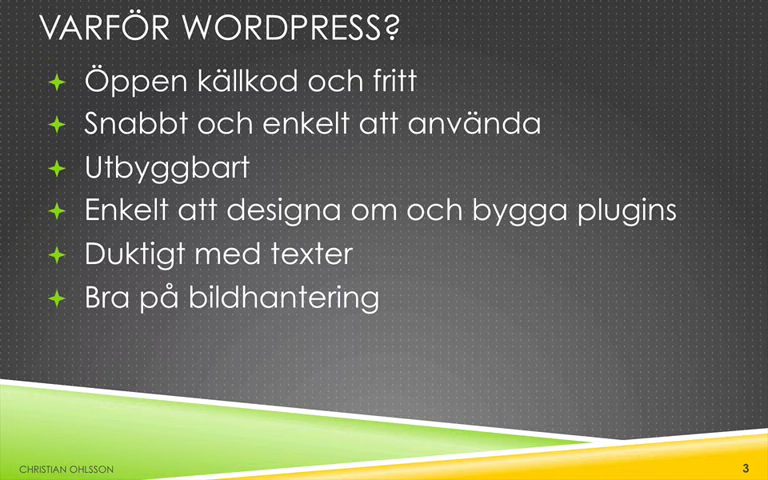 VARFÖR WORDPRESS?
Öppen källkod och fritt
Snabbt och enkelt att använda
Utbyggbart
Enkelt att designa om och bygga plugins
Duktigt med texter
Bra på bildhantering
CHRISTIAN OHLSSON
3